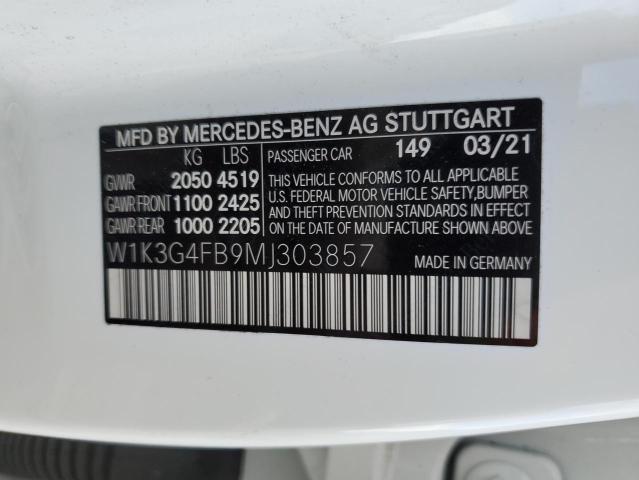 MFD BY MERCEDES-BENZ AG STUTTGART
KG LBS PASSENGER CAR 149 03/21
GVWR 2050 4519
GAWR FRONT 1100 2425
GAWR REAR 1000 2205
THIS VEHICLE CONFORMS TO ALL APPLICABLE
U.S. FEDERAL MOTOR VEHICLE SAFETY,BUMPER
AND THEFT PREVENTION STANDARDS IN EFFECT
ON THE DATE OF MANUFACTURE SHOWN ABOVE
W1K3G4FB9MJ303857 MADE IN GERMANY